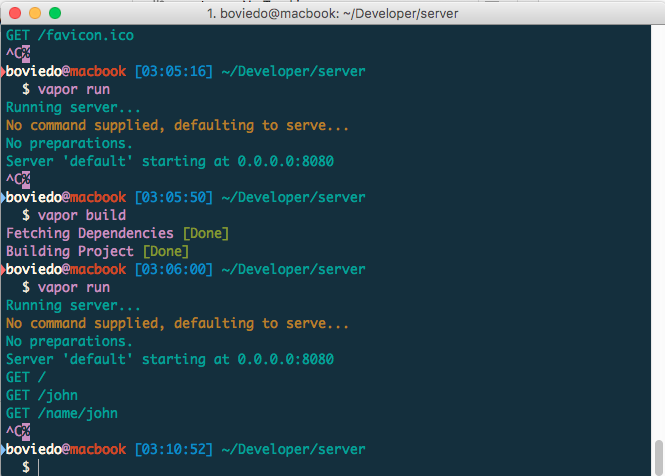 1. boviedo@macbook: ~/Developer/server
GET /favicon.ico
^C%
boviedo@macbook [03:05:16] ~/Developer/server
$ vapor run
Running server...
No command supplied, defaulting to serve...
No preparations.
Server 'default' starting at 0.0.0.0:8080
^C%
boviedo@macbook [03:05:50] ~/Developer/server
$ vapor build
Fetching Dependencies [Done]
Building Project [Done]
boviedo@macbook [03:06:00] ~/Developer/server
$ vapor run
Running server...
No command supplied, defaulting to serve...
No preparations.
Server 'default' starting at 0.0.0.0:8080
GET /
GET /john
GET /name/john
^C%
boviedo@macbook [03:10:52] ~/Developer/server
$